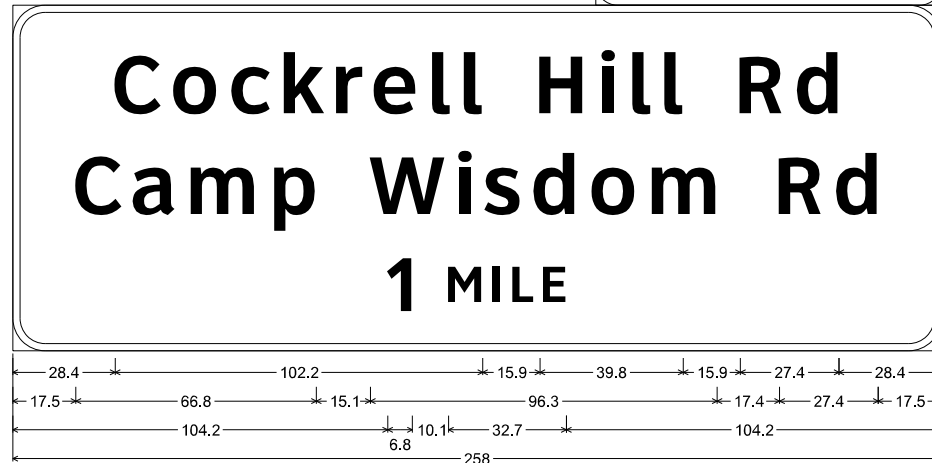 Cockrell Hill Rd
Camp Wisdom Rd
1 MILE
28.4 102.2 15.9 39.8 15.9 27.4 28.4
17.5 66.8 15.1 96.3 17.4 27.4 17.5
104.2 6.8 10.1 32.7 104.2
258